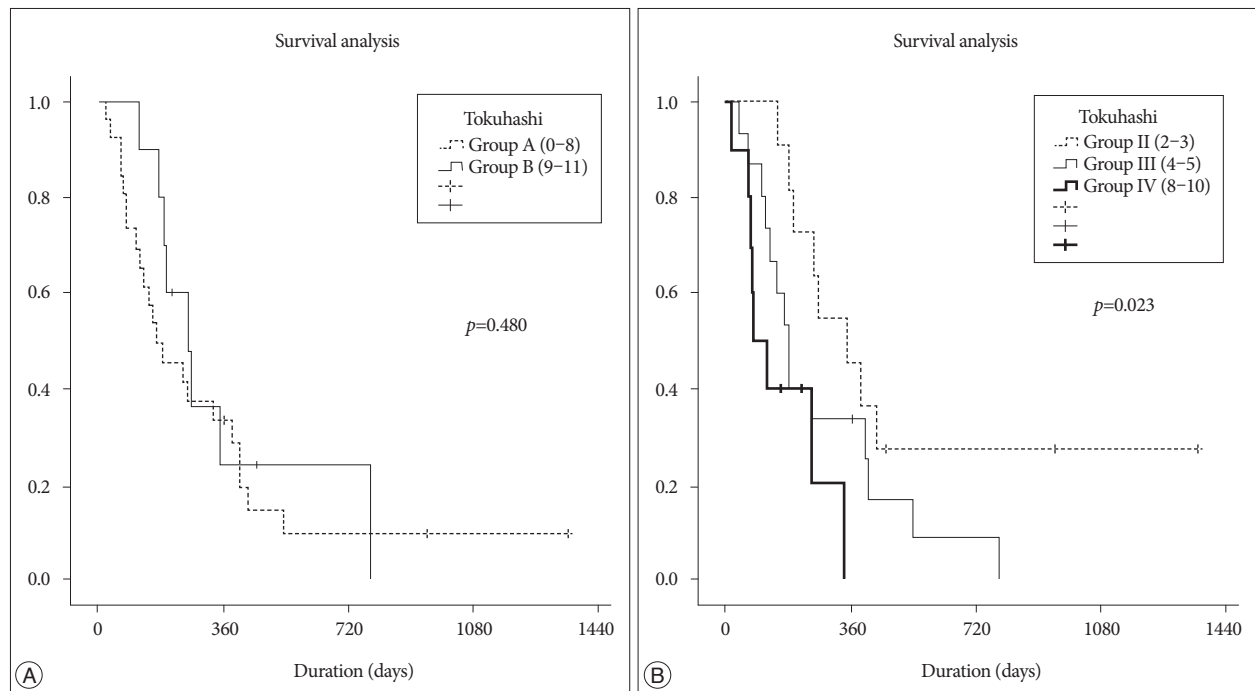 Survival analysis
1.0
0.8
0.6
0.4
0.2
0.0
Tokuhashi
Group A (0−8)
Group B (9−11)
p=0.480
0 360 720 1080 1440
Duration (days)
A
Survival analysis
1.0
0.8
0.6
0.4
0.2
0.0
Tokuhashi
Group II (2−3)
Group III (4−5)
Group IV (8−10)
p=0.023
0 360 720 1080 1440
Duration (days)
B